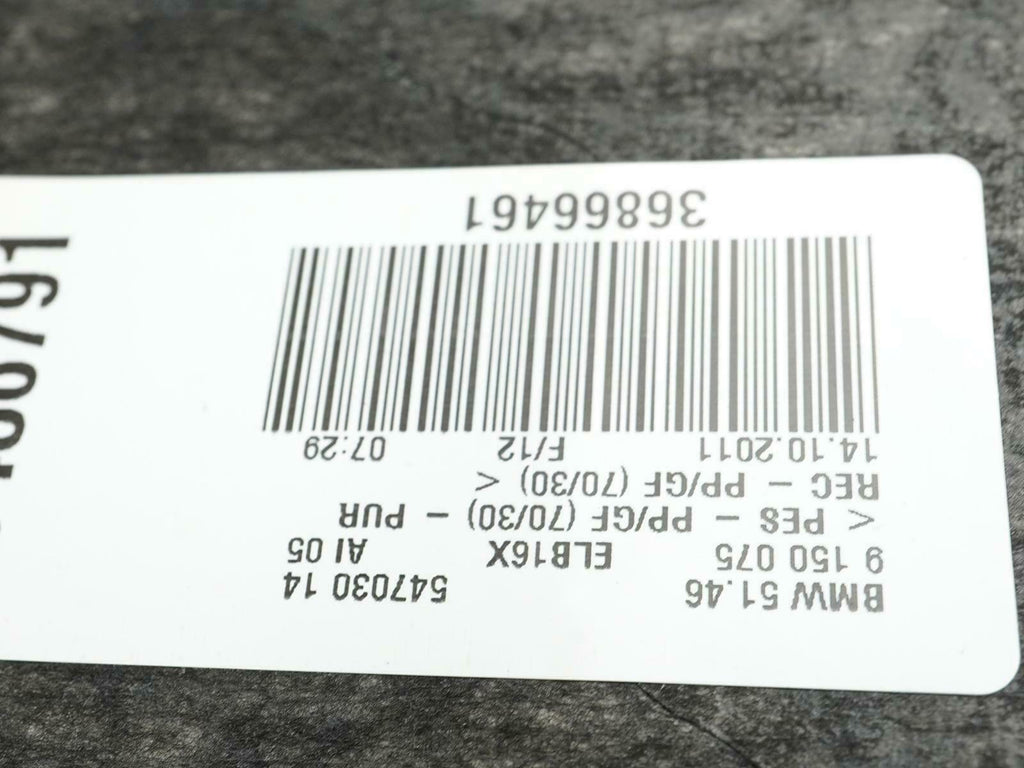 BMW 51.46 547030 14
9 150 075 ELB16X AI 05
< PES - PP/GF (70/30) - PUR
REC - PP/GF (70/30) <
14.10.2011 F/12 07:29
36866461